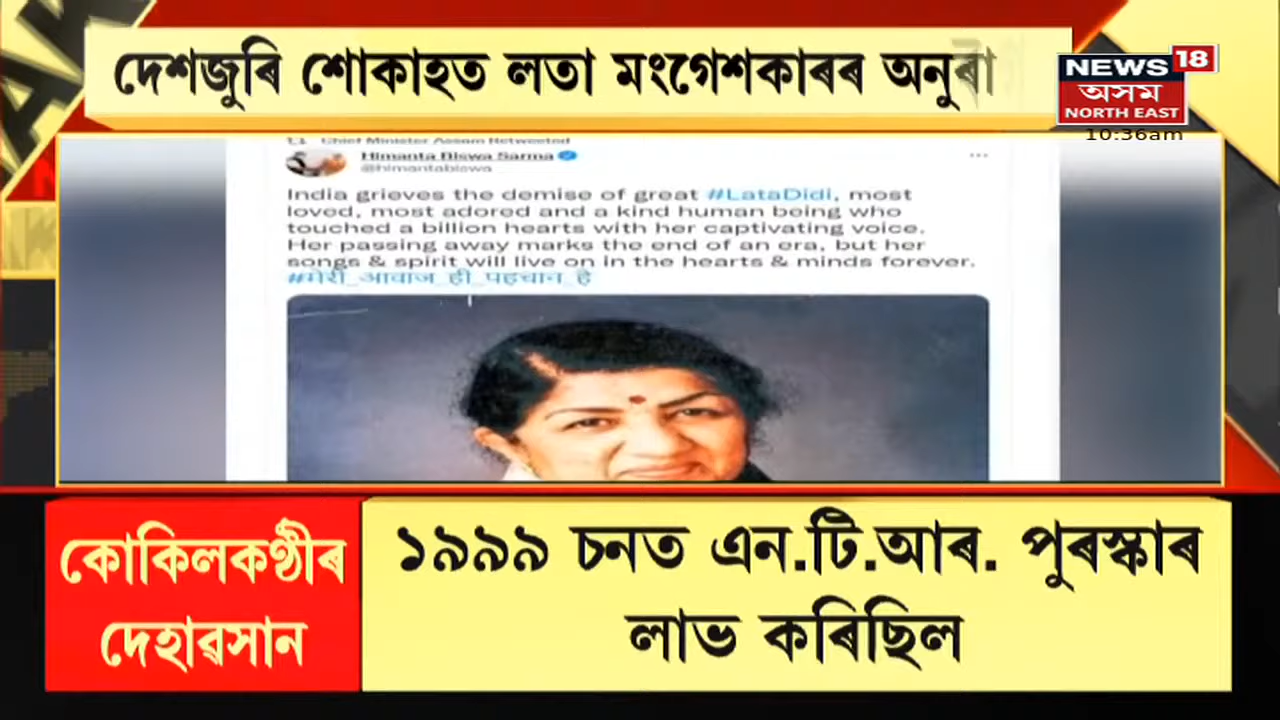 দেশজুৰি শোকাহত লতা মংগেশকাৰৰ
NEWS 18
অসম
NORTH EAST
10:36am
Chief Minister Assam Retweeted
Himanta Biswa Sarma
@himantabiswa
India grieves the demise of great #LataDidi, most
loved, most adored and a kind human being who
touched a billion hearts with her captivating voice.
Her passing away marks the end of an era, but her
songs & spirit will live on in the hearts & minds forever.
#मेरी_आवाज_ही_पहचान_है
কোকিলকণ্ঠীৰ
দেহাৱসান
১৯৯৯ চনত এন.টি.আৰ. পুৰস্কাৰ
লাভ কৰিছিল